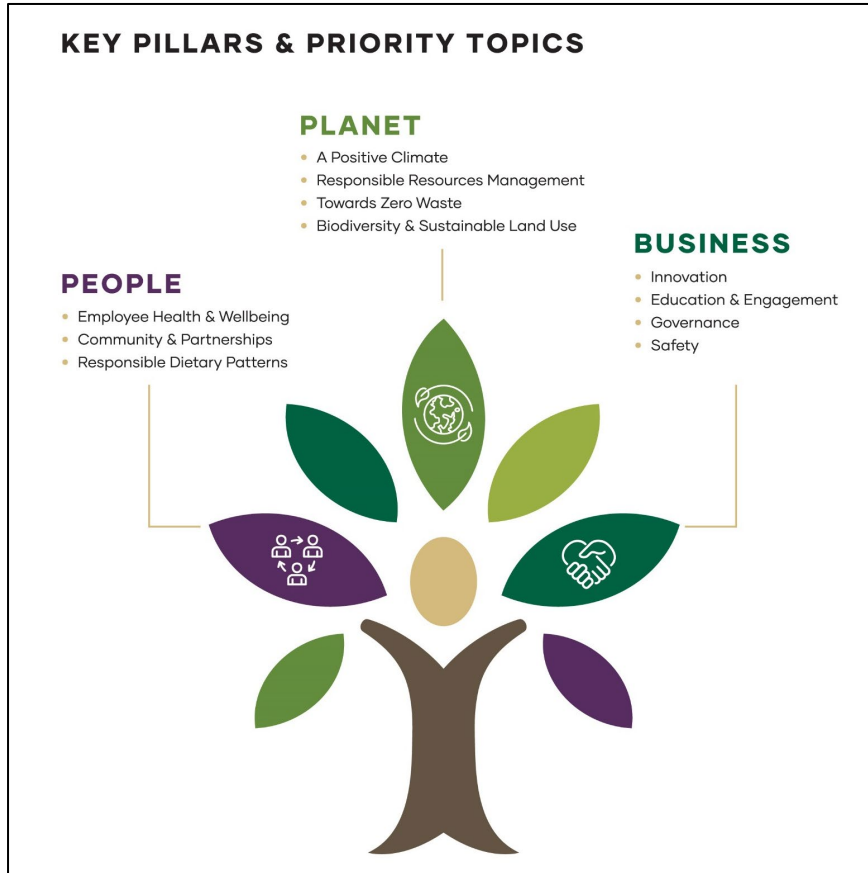 KEY PILLARS & PRIORITY TOPICS
PLANET
• A Positive Climate
• Responsible Resources Management
• Towards Zero Waste
• Biodiversity & Sustainable Land Use
BUSINESS
• Innovation
• Education & Engagement
• Governance
• Safety
PEOPLE
• Employee Health & Wellbeing
• Community & Partnerships
• Responsible Dietary Patterns